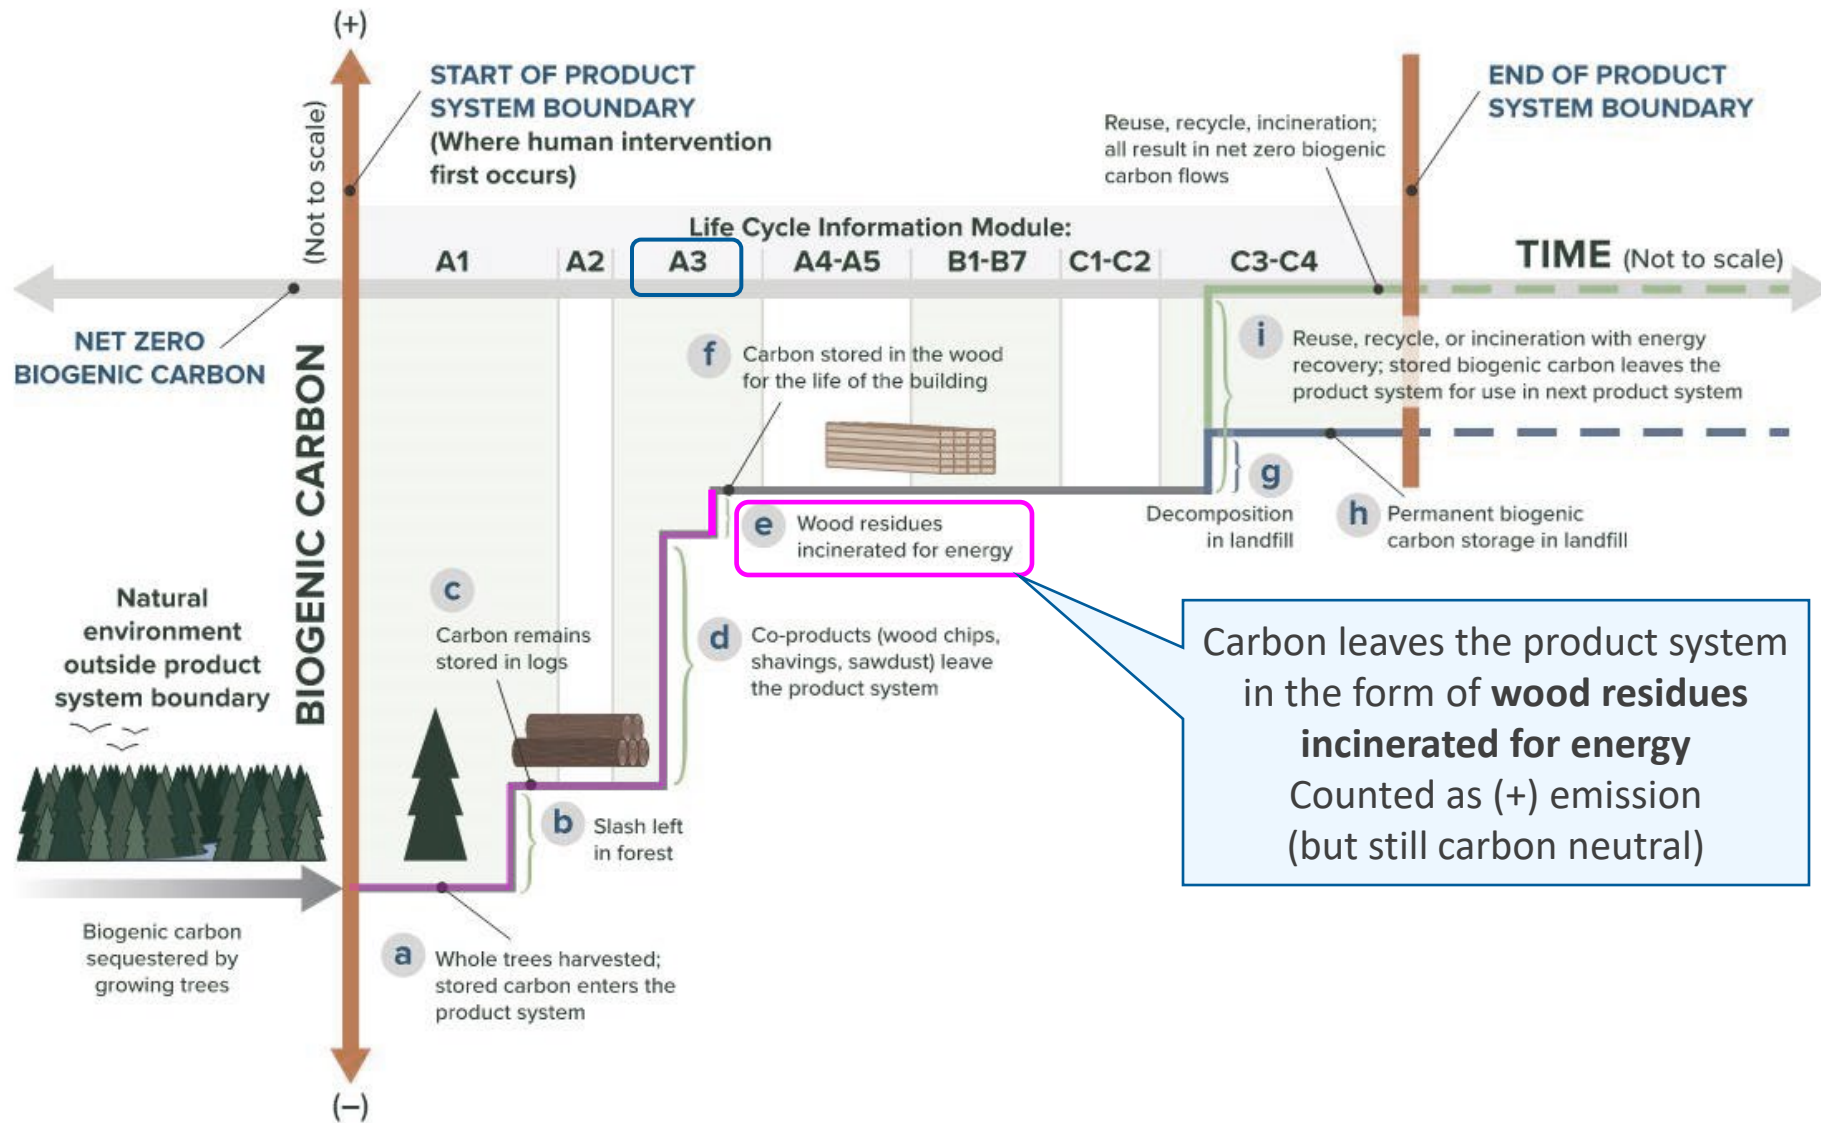 (+)
START OF PRODUCT
SYSTEM BOUNDARY
(Where human intervention
first occurs)
(Not to scale)
Reuse, recycle, incineration;
all result in net zero biogenic
carbon flows
END OF PRODUCT
SYSTEM BOUNDARY
Life Cycle Information Module:
A1
A2
A3
A4-A5
B1-B7
C1-C2
C3-C4
TIME (Not to scale)
NET ZERO
BIOGENIC CARBON
BIOGENIC CARBON
f
Carbon stored in the wood
for the life of the building
i
Reuse, recycle, or incineration with energy
recovery; stored biogenic carbon leaves the
product system for use in next product system
g
Decomposition
in landfill
h
Permanent biogenic
carbon storage in landfill
e
Wood residues
incinerated for energy
c
Carbon remains
stored in logs
d
Co-products (wood chips,
shavings, sawdust) leave
the product system
Natural
environment
outside product
system boundary
Carbon leaves the product system
in the form of wood residues
incinerated for energy
Counted as (+) emission
(but still carbon neutral)
b
Slash left
in forest
Biogenic carbon
sequestered by
growing trees
a
Whole trees harvested;
stored carbon enters the
product system
(−)